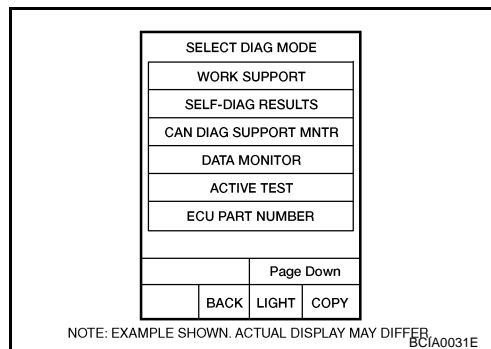 SELECT DIAG MODE
WORK SUPPORT
SELF-DIAG RESULTS
CAN DIAG SUPPORT MNTR
DATA MONITOR
ACTIVE TEST
ECU PART NUMBER
Page Down
BACK LIGHT COPY
NOTE: EXAMPLE SHOWN. ACTUAL DISPLAY MAY DIFFER.
BCIA0031E